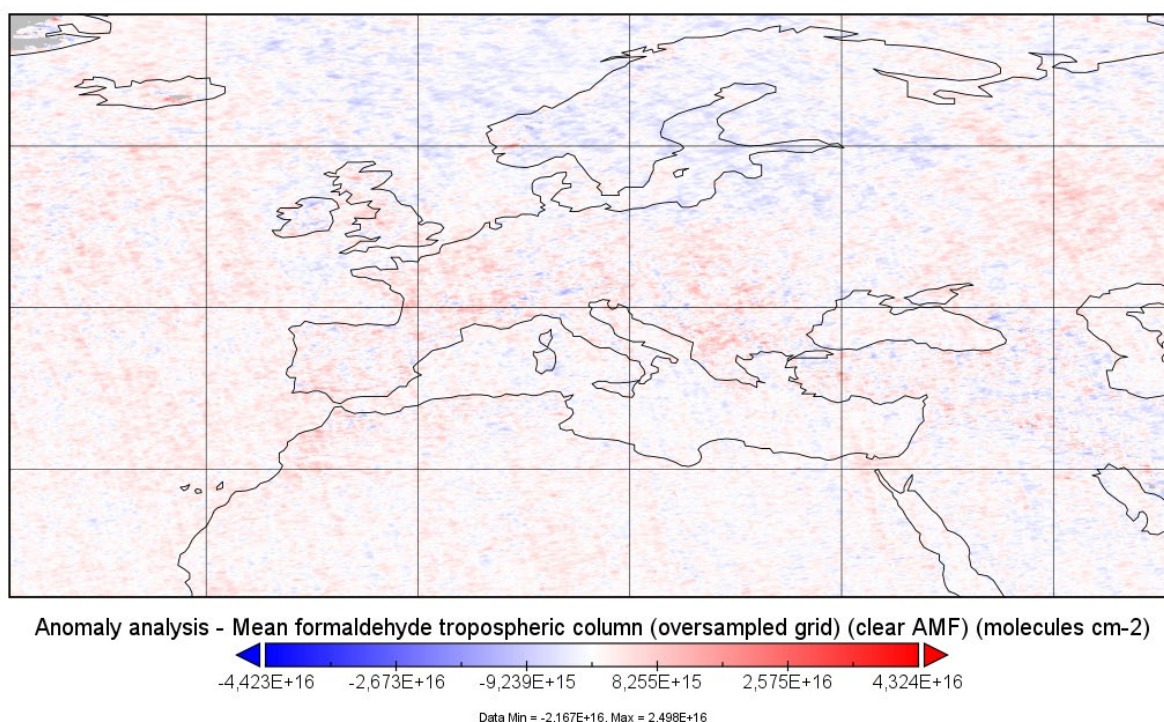 Anomaly analysis - Mean formaldehyde tropospheric column (oversampled grid) (clear AMF) (molecules cm-2)
-4,423E+16 -2,673E+16 -9,239E+15 8,255E+15 2,575E+16 4,324E+16
Data Min = -2,167E+16, Max = 2,498E+16